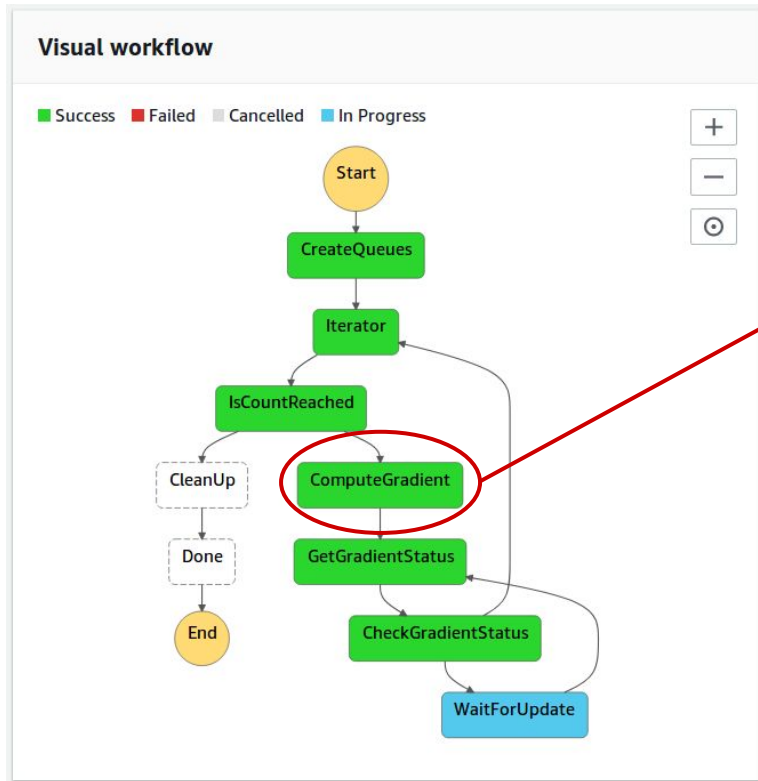 Visual workflow
Success Failed Cancelled In Progress
Start
CreateQueues
Iterator
IsCountReached
CleanUp ComputeGradient
Done GetGradientStatus
End CheckGradientStatus
WaitForUpdate